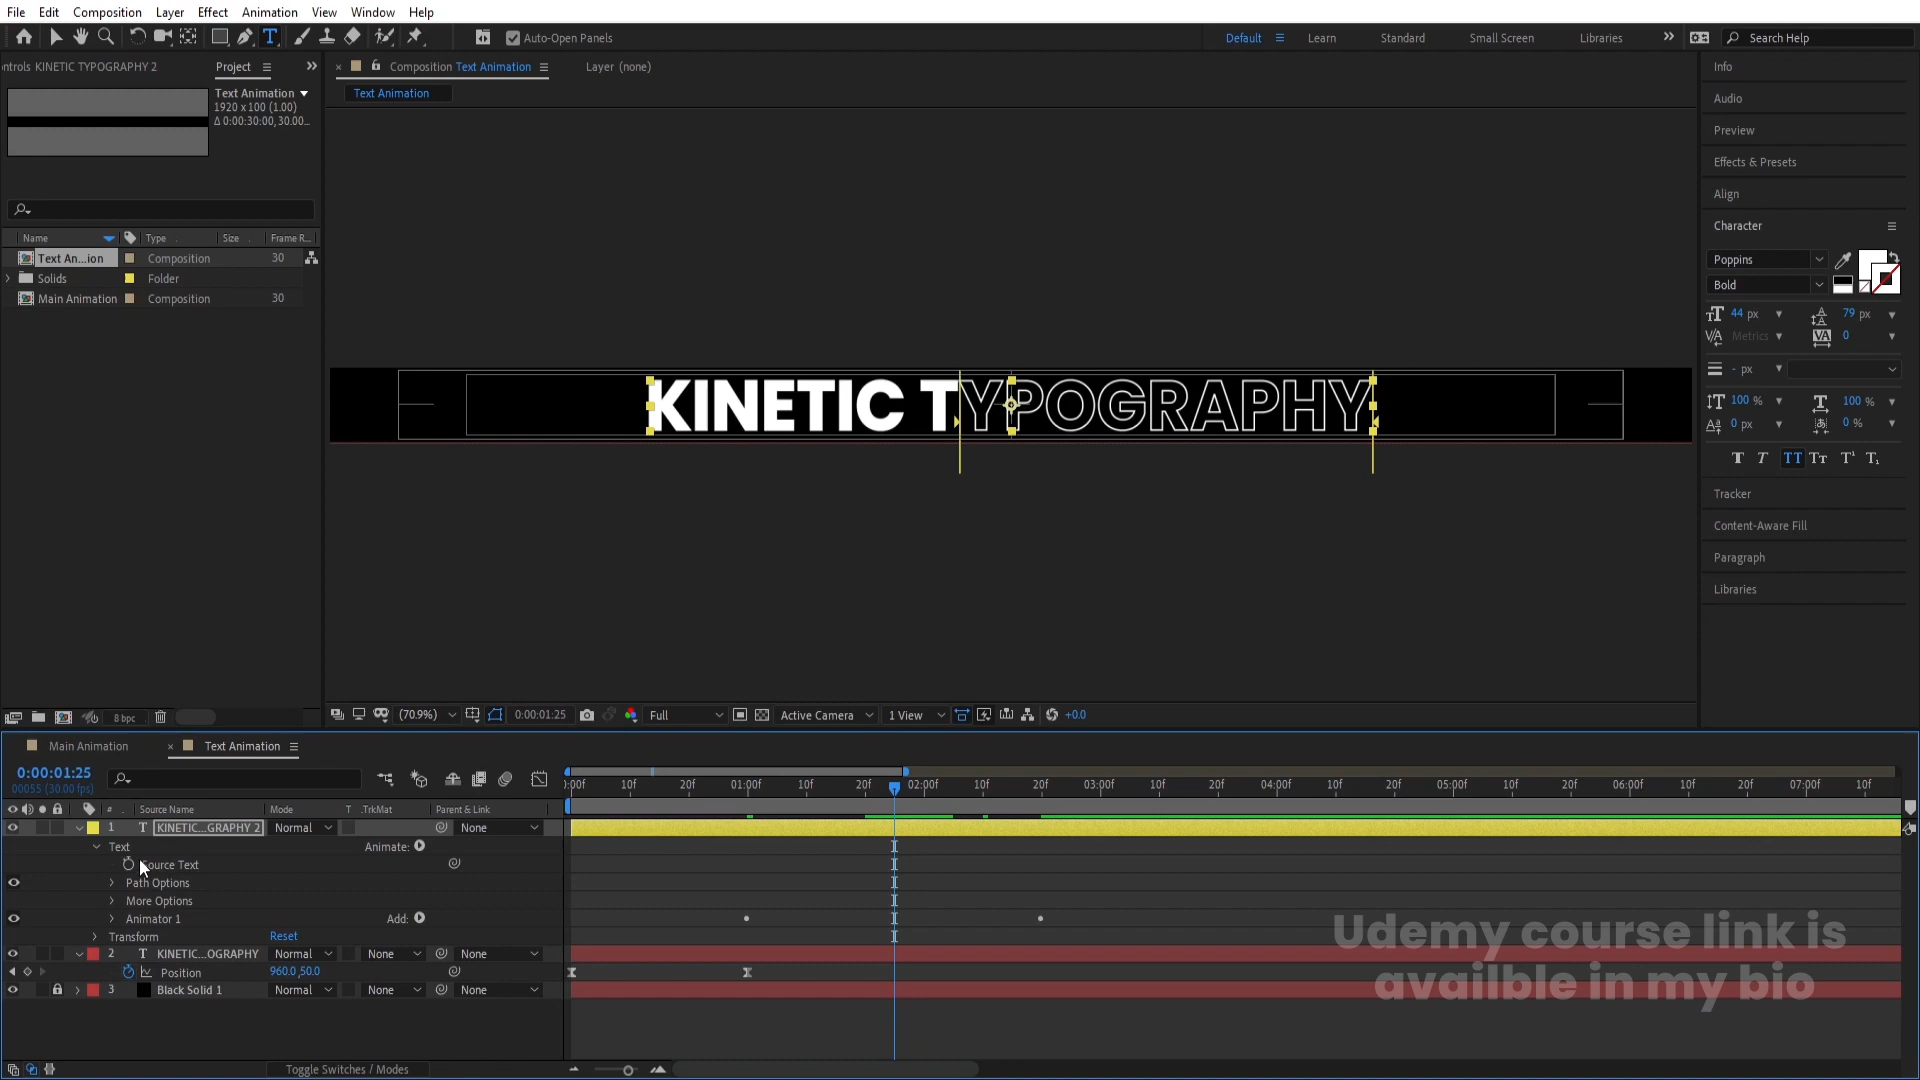 File Edit Composition Layer Effect Animation View Window Help
Auto-Open Panels Default Learn Standard Small Screen Libraries Search Help
ntrols KINETIC TYPOGRAPHY 2 Project
Composition Text Animation Layer (none)
Text Animation
Text Animation
1920 x 100 (1.00)
Δ 0:00:30:00, 30.00...
Name Type Size Frame R...
Text An...ion Composition 30
Solids Folder
Main Animation Composition 30
8 bpc
KINETIC TYPOGRAPHY
(70.9%) 0:00:01:25 Full Active Camera 1 View +0.0
Info
Audio
Preview
Effects & Presets
Align
Character
Poppins
Bold
44 px 79 px
Metrics 0
- px
100 % 100 %
0 px 0 %
Tracker
Content-Aware Fill
Paragraph
Libraries
Main Animation Text Animation
0:00:01:25
00055 (30.00 fps)
):00f 10f 20f 01:00f 10f 20f 02:00f 10f 20f 03:00f 10f 20f 04:00f 10f 20f 05:00f 10f 20f 06:00f 10f 20f 07:00f 10f
# Source Name Mode T .TrkMat Parent & Link
1 T KINETIC...GRAPHY 2 Normal None
Text Animate:
Source Text
Path Options
More Options
Animator 1 Add:
Transform Reset
2 T KINETIC...OGRAPHY Normal None None
Position 960.0,50.0
3 Black Solid 1 Normal None None
Toggle Switches / Modes
Udemy course link is
availble in my bio